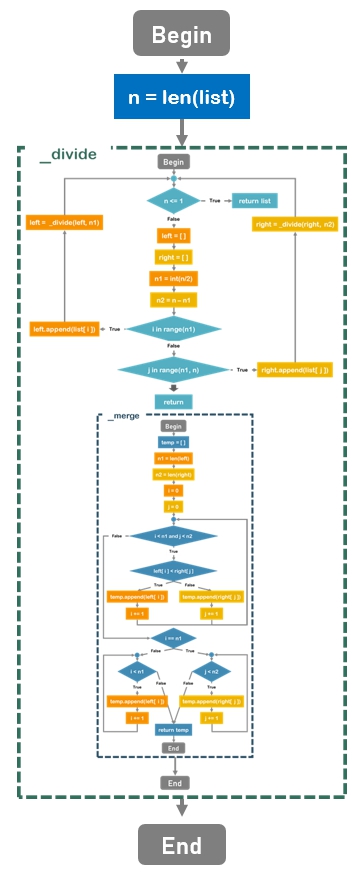 Begin
n = len(list)
_divide
Begin
n <= 1
True
return list
False
left = _divide(left, n1)
right = _divide(right, n2)
left = [ ]
right = [ ]
n1 = int(n/2)
n2 = n - n1
left.append(list[ i ])
True
i in range(n1)
False
j in range(n1, n)
True
right.append(list[ j ])
return
_merge
Begin
temp = [ ]
n1 = len(left)
n2 = len(right)
i = 0
j = 0
i < n1 and j < n2
False
True
left[ i ] < right[ j ]
True
False
temp.append(left[ i ])
temp.append(right[ j ])
i += 1
j += 1
i == n1
False
True
i < n1
j < n2
True
False
False
True
temp.append(left[ i ])
temp.append(right[ j ])
i += 1
return temp
j += 1
End
End
End